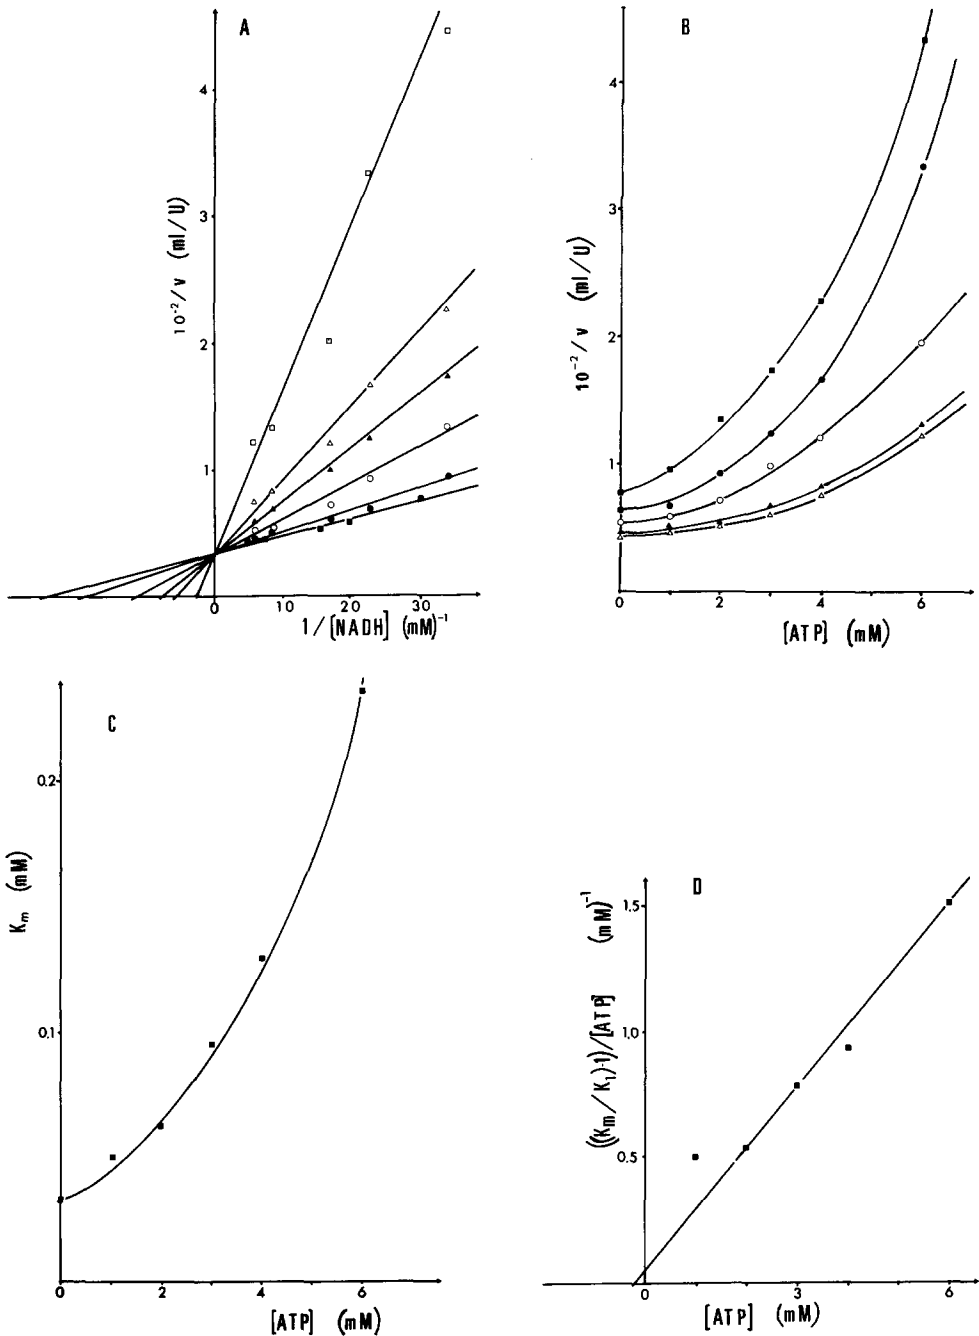 A
10⁻²/v (ml/U)
4
3
2
1
0
10
20
30
1/[NADH] (mM)⁻¹
B
10⁻²/v (ml/U)
4
3
2
1
0
2
4
6
[ATP] (mM)
C
Kₘ (mM)
0.2
0.1
0
2
4
6
[ATP] (mM)
D
((Kₘ/K₁)-1)/[ATP] (mM)⁻¹
1,5
1,0
0.5
0
3
6
[ATP] (mM)